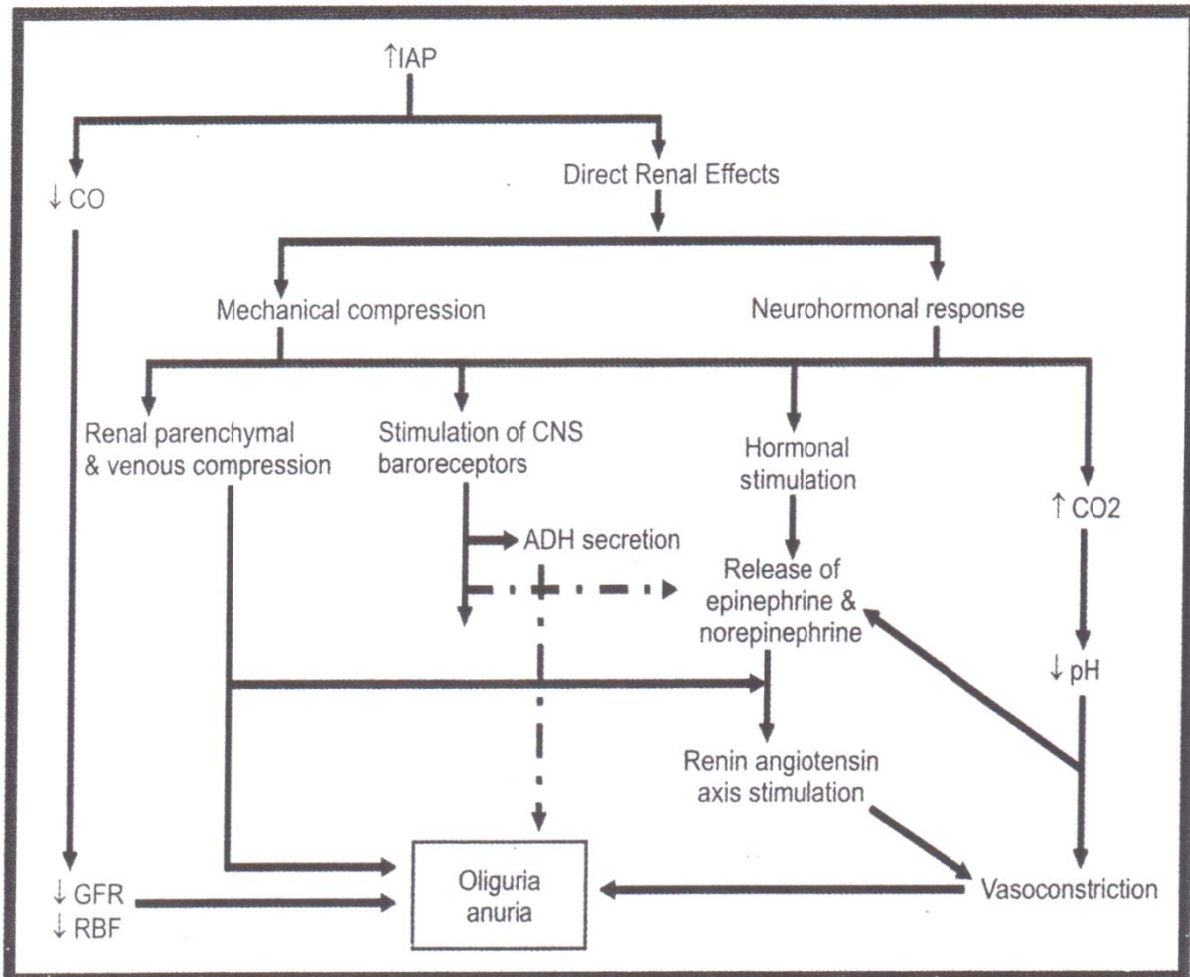 ↑IAP
↓ CO
Direct Renal Effects
Mechanical compression
Neurohormonal response
Renal parenchymal
& venous compression
Stimulation of CNS
baroreceptors
Hormonal
stimulation
↑ CO2
ADH secretion
Release of
epinephrine &
norepinephrine
↓ pH
Renin angiotensin
axis stimulation
↓ GFR
↓ RBF
Oliguria
anuria
Vasoconstriction